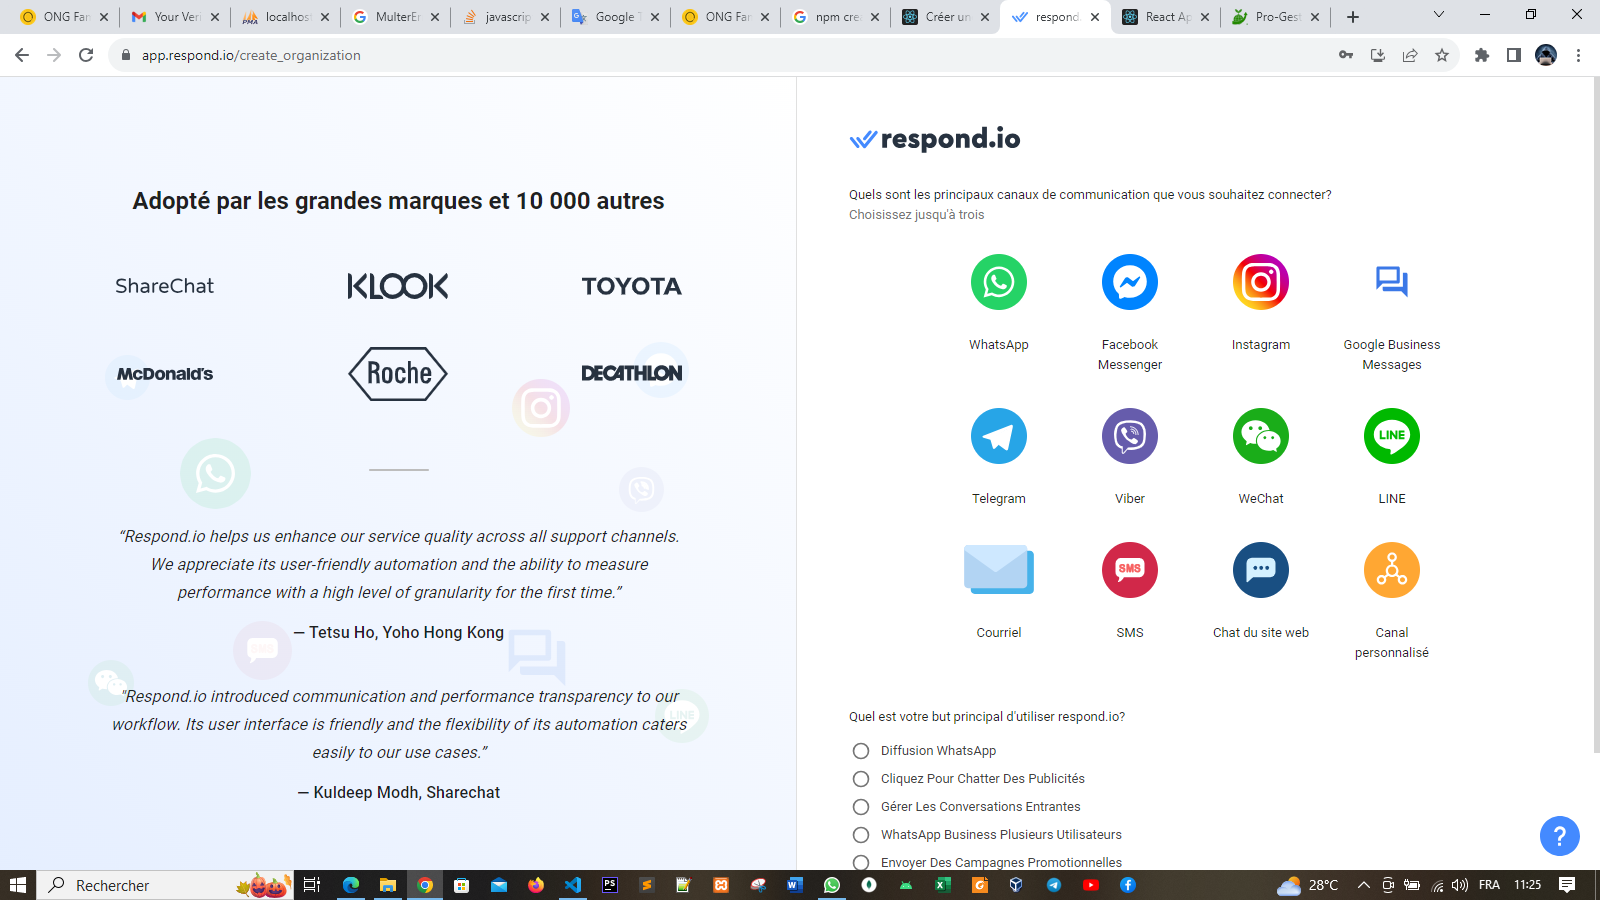 ONG Far
Your Veri
localhost
MulterEr
javascrip
Google T
ONG Far
npm crea
Créer un
respond.
React Ap
Pro-Gest
app.respond.io/create_organization
respond.io
Adopté par les grandes marques et 10 000 autres
ShareChat
KLOOK
TOYOTA
McDonald's
Roche
DECATHLON
“Respond.io helps us enhance our service quality across all support channels.
We appreciate its user-friendly automation and the ability to measure
performance with a high level of granularity for the first time.”
— Tetsu Ho, Yoho Hong Kong
"Respond.io introduced communication and performance transparency to our
workflow. Its user interface is friendly and the flexibility of its automation caters
easily to our use cases.”
— Kuldeep Modh, Sharechat
SMS
LINE
Quels sont les principaux canaux de communication que vous souhaitez connecter?
Choisissez jusqu'à trois
WhatsApp
Facebook
Messenger
Instagram
Google Business
Messages
LINE
Telegram
Viber
WeChat
LINE
SMS
Courriel
SMS
Chat du site web
Canal
personnalisé
Quel est votre but principal d'utiliser respond.io?
Diffusion WhatsApp
Cliquez Pour Chatter Des Publicités
Gérer Les Conversations Entrantes
WhatsApp Business Plusieurs Utilisateurs
Envoyer Des Campagnes Promotionnelles
?
Rechercher
28°C
FRA
11:25